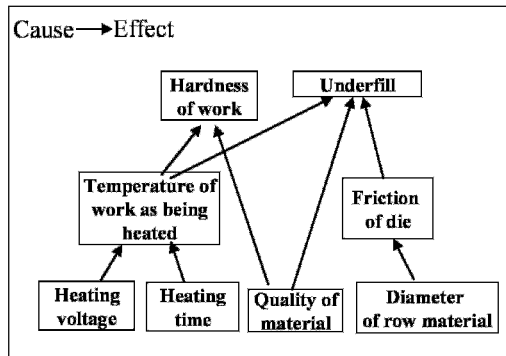 Cause → Effect
Hardness
of work
Underfill
Temperature of
work as being
heated
Friction
of die
Heating
voltage
Heating
time
Quality of
material
Diameter
of row material